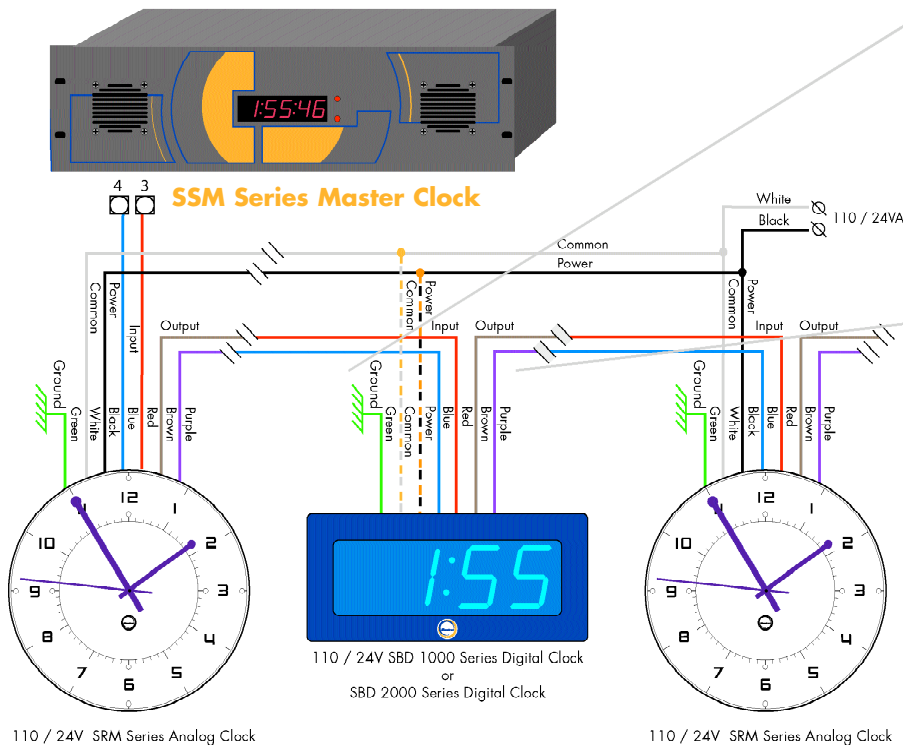 1:55:46
4 3
SSM Series Master Clock
White
Black
110 / 24VA
Common
Power
Common
Power
Input
Output
Power
Common
Input
Output
Power
Common
Input
Output
Ground
Green
White
Black
Blue
Red
Brown
Purple
Ground
Green
Common
Power
Blue
Red
Brown
Purple
Ground
Green
White
Black
Blue
Red
Brown
Purple
12
1
2
3
4
5
6
7
8
9
10
11
1:55
12
1
2
3
4
5
6
7
8
9
10
11
110 / 24V SBD 1000 Series Digital Clock
or
SBD 2000 Series Digital Clock
110 / 24V SRM Series Analog Clock
110 / 24V SRM Series Analog Clock